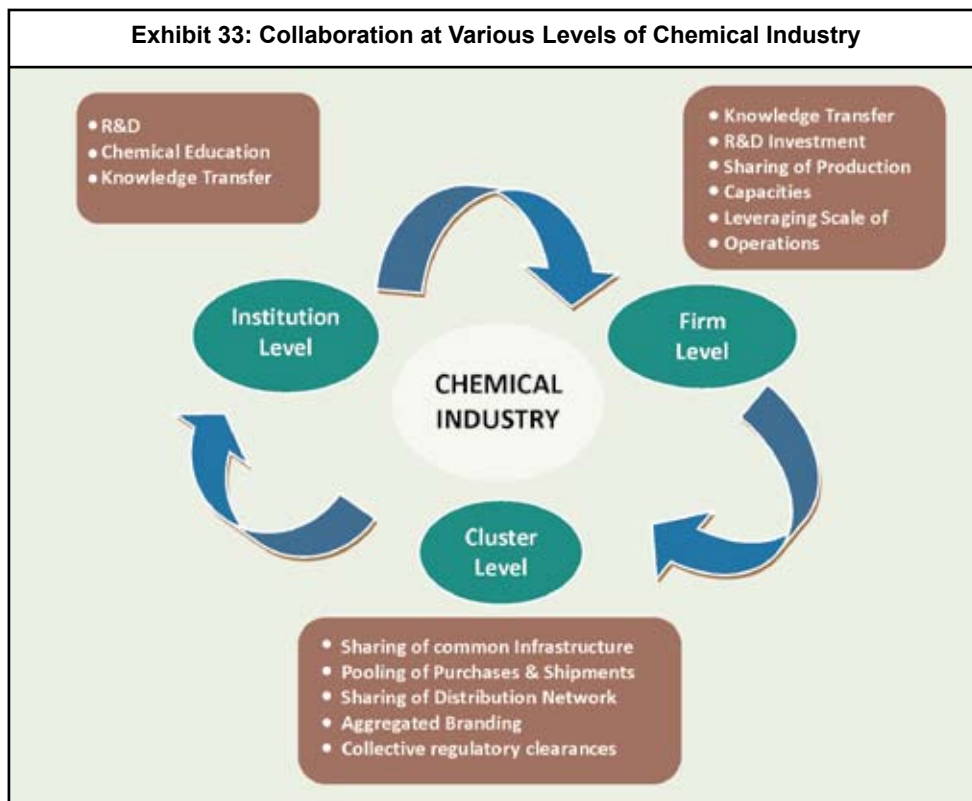 Exhibit 33: Collaboration at Various Levels of Chemical Industry
• R&D
• Chemical Education
• Knowledge Transfer
• Knowledge Transfer
• R&D Investment
• Sharing of Production
• Capacities
• Leveraging Scale of
• Operations
Institution
Level
Firm
Level
CHEMICAL
INDUSTRY
Cluster
Level
• Sharing of common Infrastructure
• Pooling of Purchases & Shipments
• Sharing of Distribution Network
• Aggregated Branding
• Collective regulatory clearances